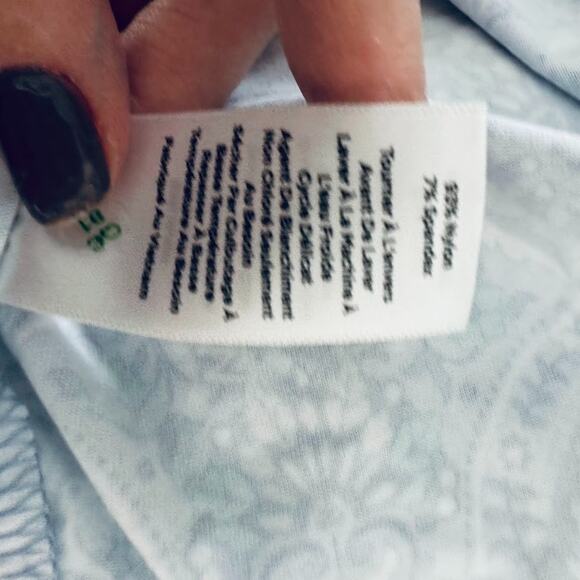 93% Nylon
7% Spandex
Tourner À L'envers
Avant De Laver
Laver À La Machine À
L'eau Froide
Cycle Délicat
Agent De Blanchiment
Non Chloré Seulement
Au Besoin
Sécher Par Culbutage À
Basse Température
Repasser À Basse
Température Au Besoin
Fabriqué Au Vietnam